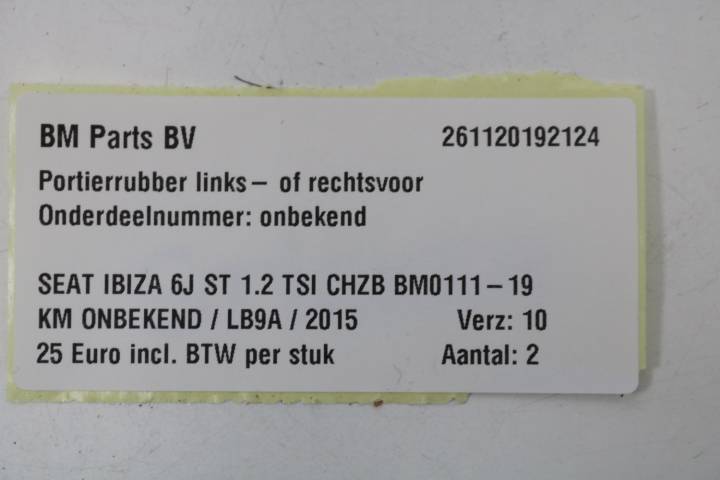 BM Parts BV 261120192124
Portierrubber links- of rechtsvoor
Onderdeelnummer: onbekend
SEAT IBIZA 6J ST 1.2 TSI CHZB BM0111-19
KM ONBEKEND / LB9A / 2015 Verz: 10
25 Euro incl. BTW per stuk Aantal: 2